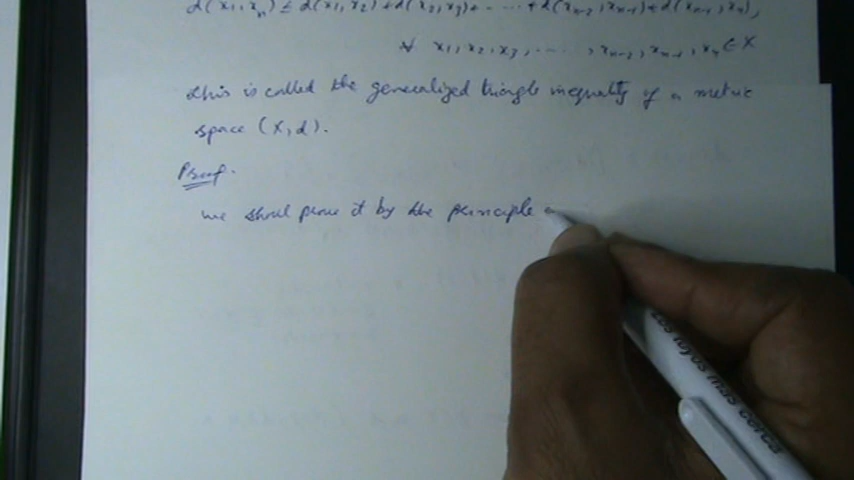 d(x1, xn) ≤ d(x1, x2) + d(x2, x3) + ..... + d(xn-2, xn-1) + d(xn-1, xn),
∀ x1, x2, x3, ....., xn-2, xn-1, xn ∈ X
this is called the generalized triangle inequality of a metric
space (X, d).
Proof.
we shall prove it by the principle